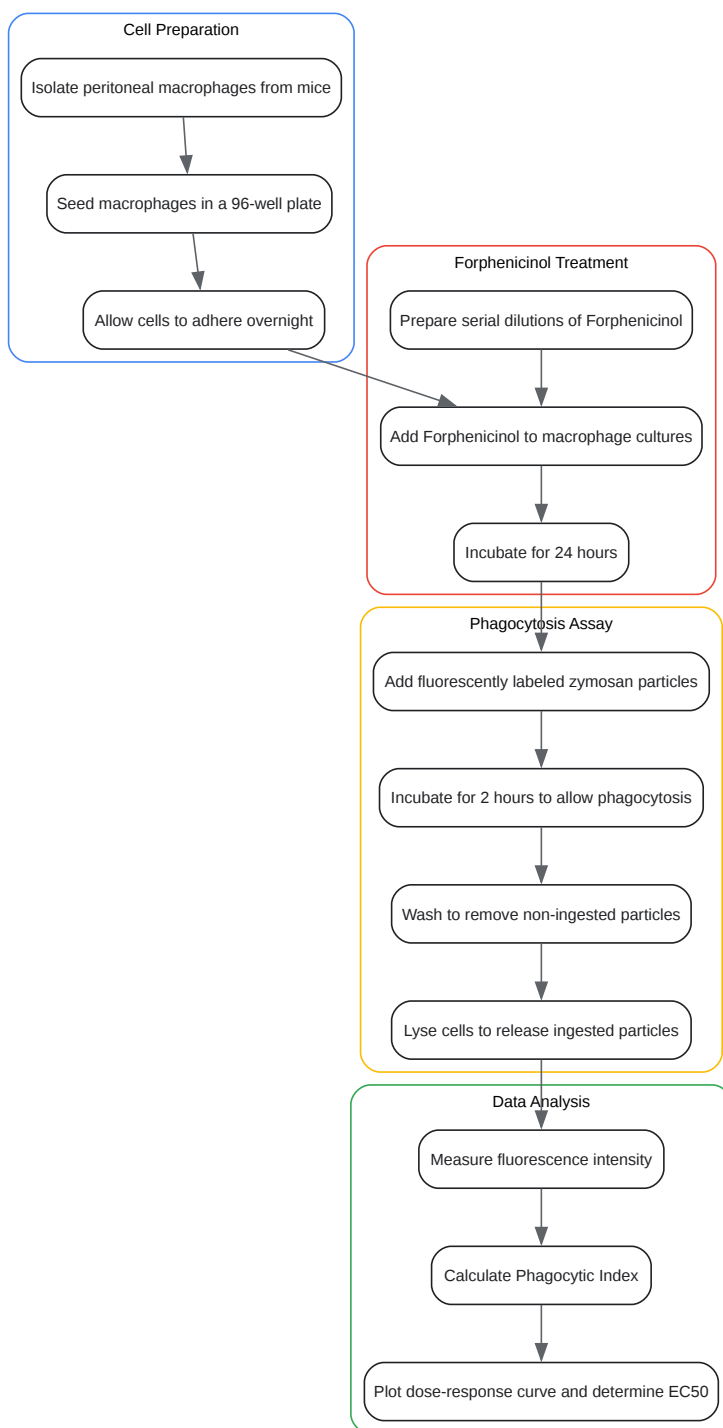 Cell Preparation
Isolate peritoneal macrophages from mice
Seed macrophages in a 96-well plate
Allow cells to adhere overnight
Forphenicinol Treatment
Prepare serial dilutions of Forphenicinol
Add Forphenicinol to macrophage cultures
Incubate for 24 hours
Phagocytosis Assay
Add fluorescently labeled zymosan particles
Incubate for 2 hours to allow phagocytosis
Wash to remove non-ingested particles
Lyse cells to release ingested particles
Data Analysis
Measure fluorescence intensity
Calculate Phagocytic Index
Plot dose-response curve and determine EC50